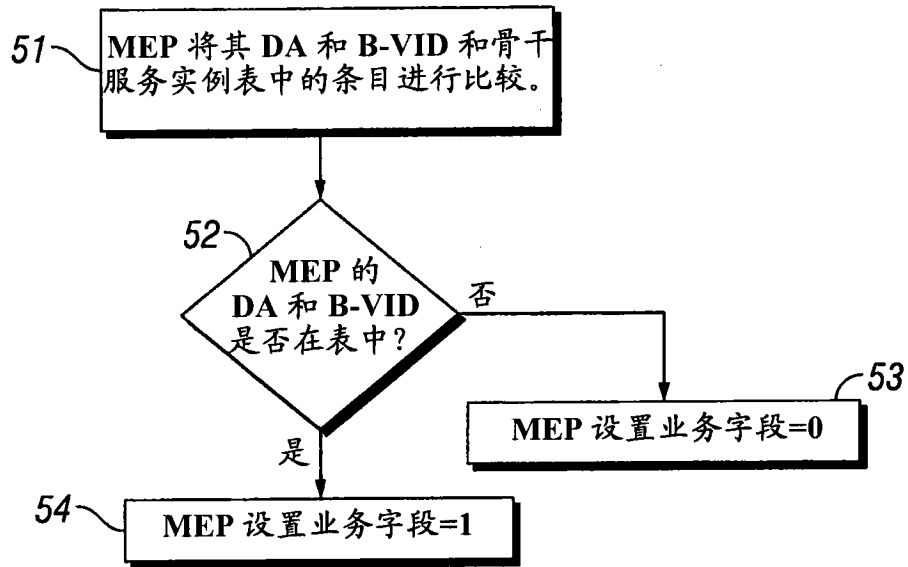 51
MEP 将其 DA 和 B-VID 和骨干
服务实例表中的条目进行比较。
52
MEP 的
DA 和 B-VID
是否在表中？
否
53
MEP 设置业务字段=0
是
54
MEP 设置业务字段=1